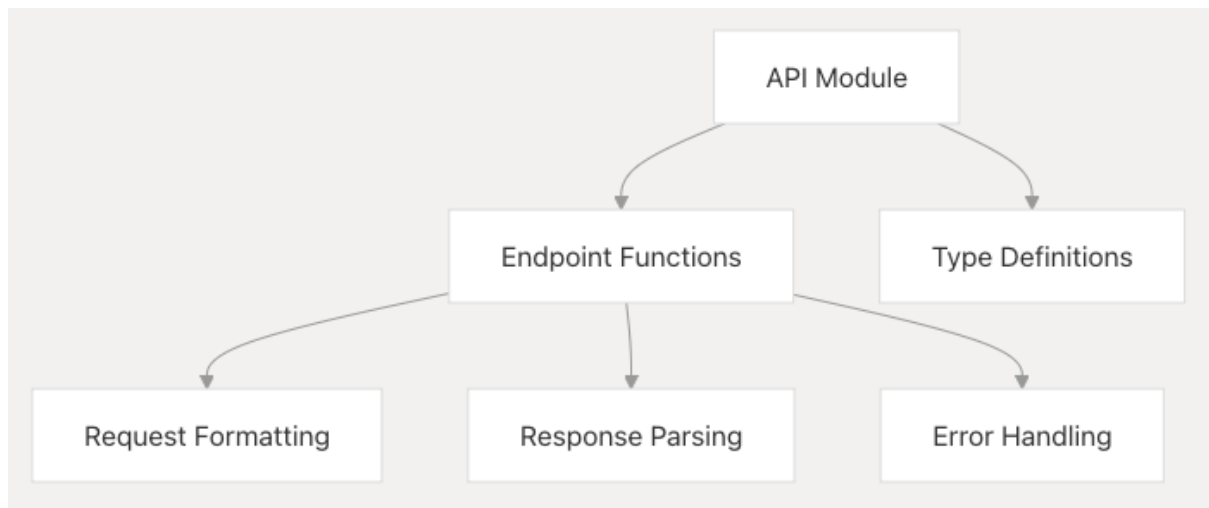 API Module
Endpoint Functions
Type Definitions
Request Formatting
Response Parsing
Error Handling